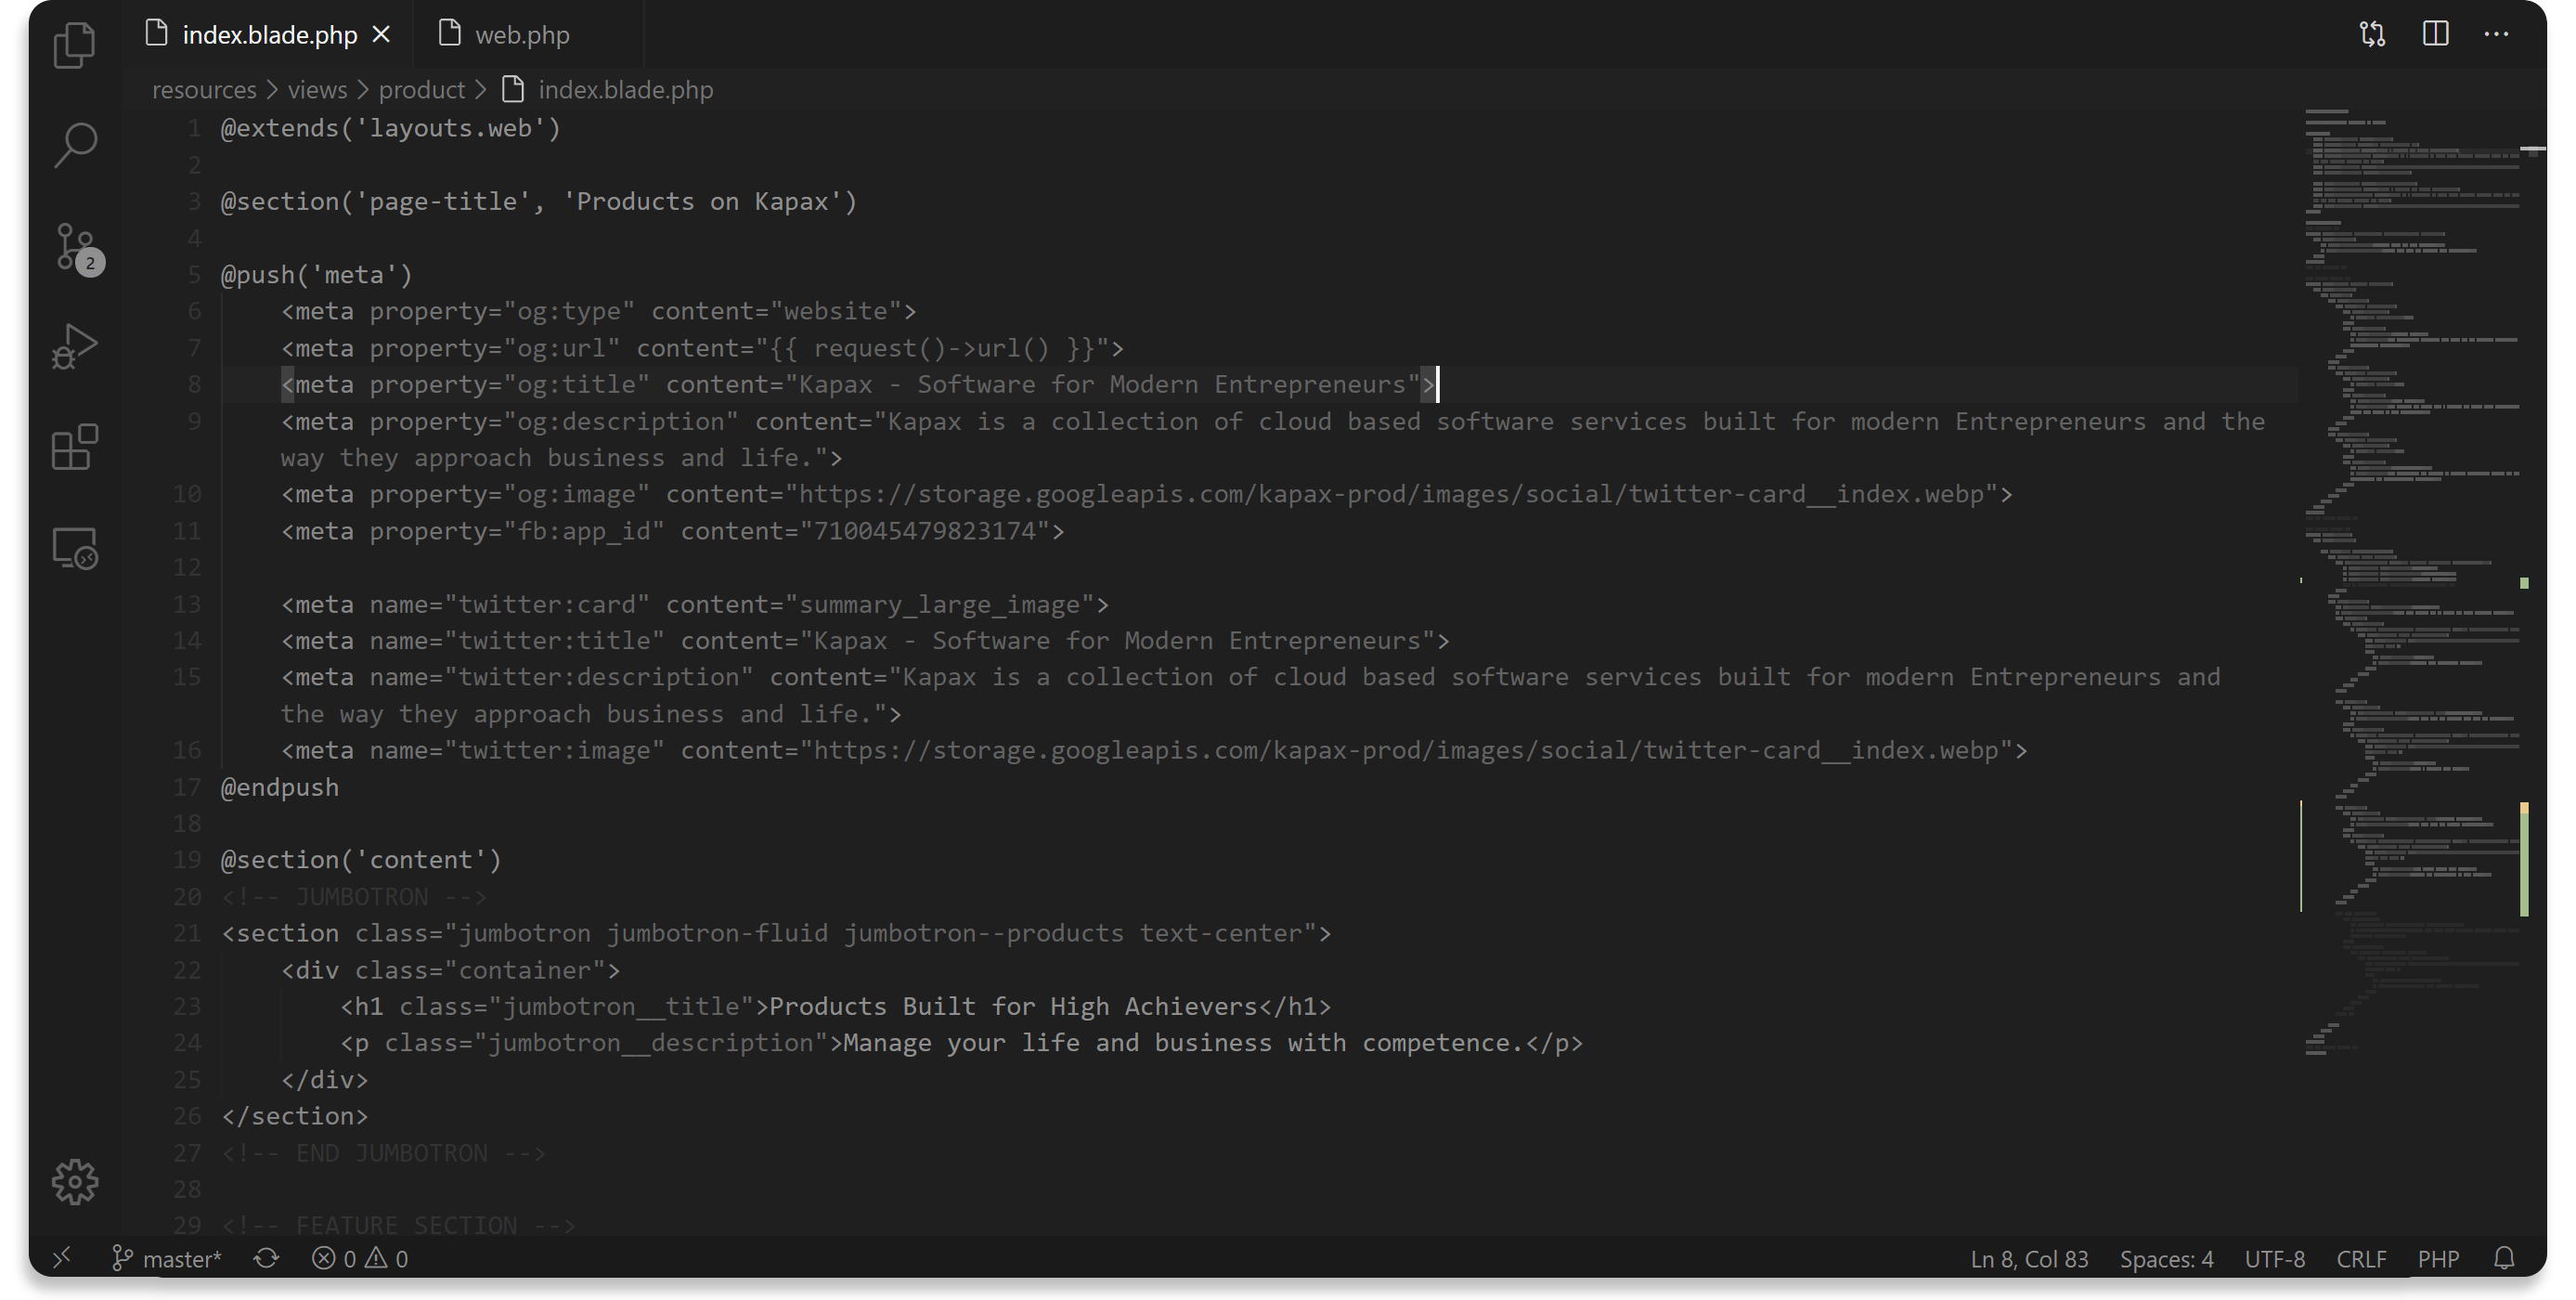 index.blade.php
web.php
resources > views > product > index.blade.php
1 @extends('layouts.web')
2
3 @section('page-title', 'Products on Kapax')
4
5 @push('meta')
6 <meta property="og:type" content="website">
7 <meta property="og:url" content="{{ request()->url() }}">
8 <meta property="og:title" content="Kapax - Software for Modern Entrepreneurs">
9 <meta property="og:description" content="Kapax is a collection of cloud based software services built for modern Entrepreneurs and the
way they approach business and life.">
10 <meta property="og:image" content="https://storage.googleapis.com/kapax-prod/images/social/twitter-card__index.webp">
11 <meta property="fb:app_id" content="710045479823174">
12
13 <meta name="twitter:card" content="summary_large_image">
14 <meta name="twitter:title" content="Kapax - Software for Modern Entrepreneurs">
15 <meta name="twitter:description" content="Kapax is a collection of cloud based software services built for modern Entrepreneurs and
the way they approach business and life.">
16 <meta name="twitter:image" content="https://storage.googleapis.com/kapax-prod/images/social/twitter-card__index.webp">
17 @endpush
18
19 @section('content')
20 <!-- JUMBOTRON -->
21 <section class="jumbotron jumbotron-fluid jumbotron--products text-center">
22 <div class="container">
23 <h1 class="jumbotron__title">Products Built for High Achievers</h1>
24 <p class="jumbotron__description">Manage your life and business with competence.</p>
25 </div>
26 </section>
27 <!-- END JUMBOTRON -->
28
29 <!-- FEATURE SECTION -->
2
master* 0 0 Ln 8, Col 83 Spaces: 4 UTF-8 CRLF PHP